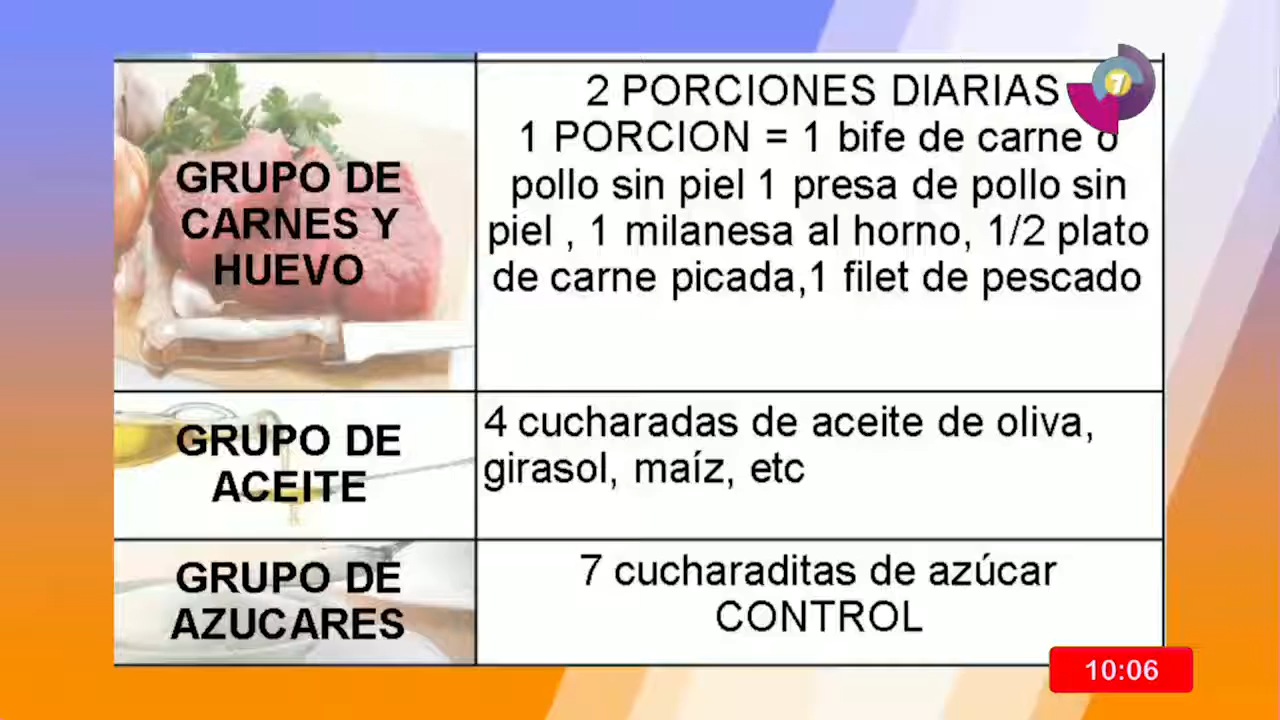 GRUPO DE
CARNES Y
HUEVO
2 PORCIONES DIARIAS
1 PORCION = 1 bife de carne o
pollo sin piel 1 presa de pollo sin
piel , 1 milanesa al horno, 1/2 plato
de carne picada,1 filet de pescado
GRUPO DE
ACEITE
4 cucharadas de aceite de oliva,
girasol, maíz, etc
GRUPO DE
AZUCARES
7 cucharaditas de azúcar
CONTROL
7
10:06